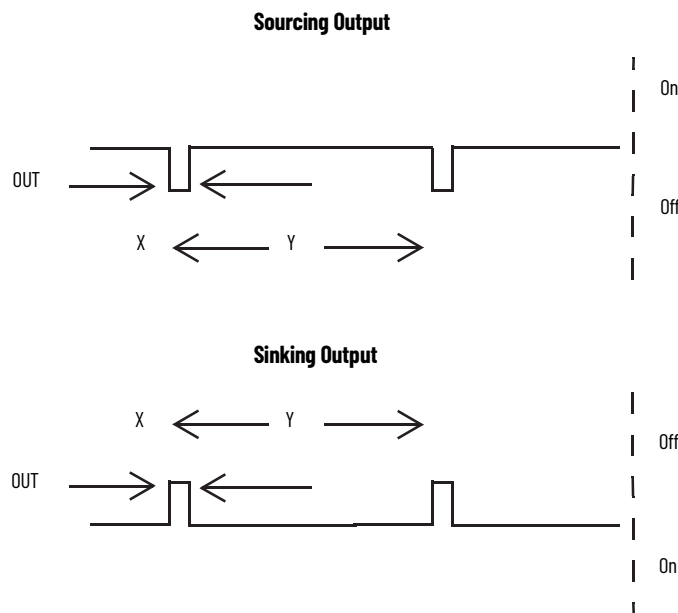 Sourcing Output
On
OUT
Off
X
Y
Sinking Output
X
Y
Off
OUT
On